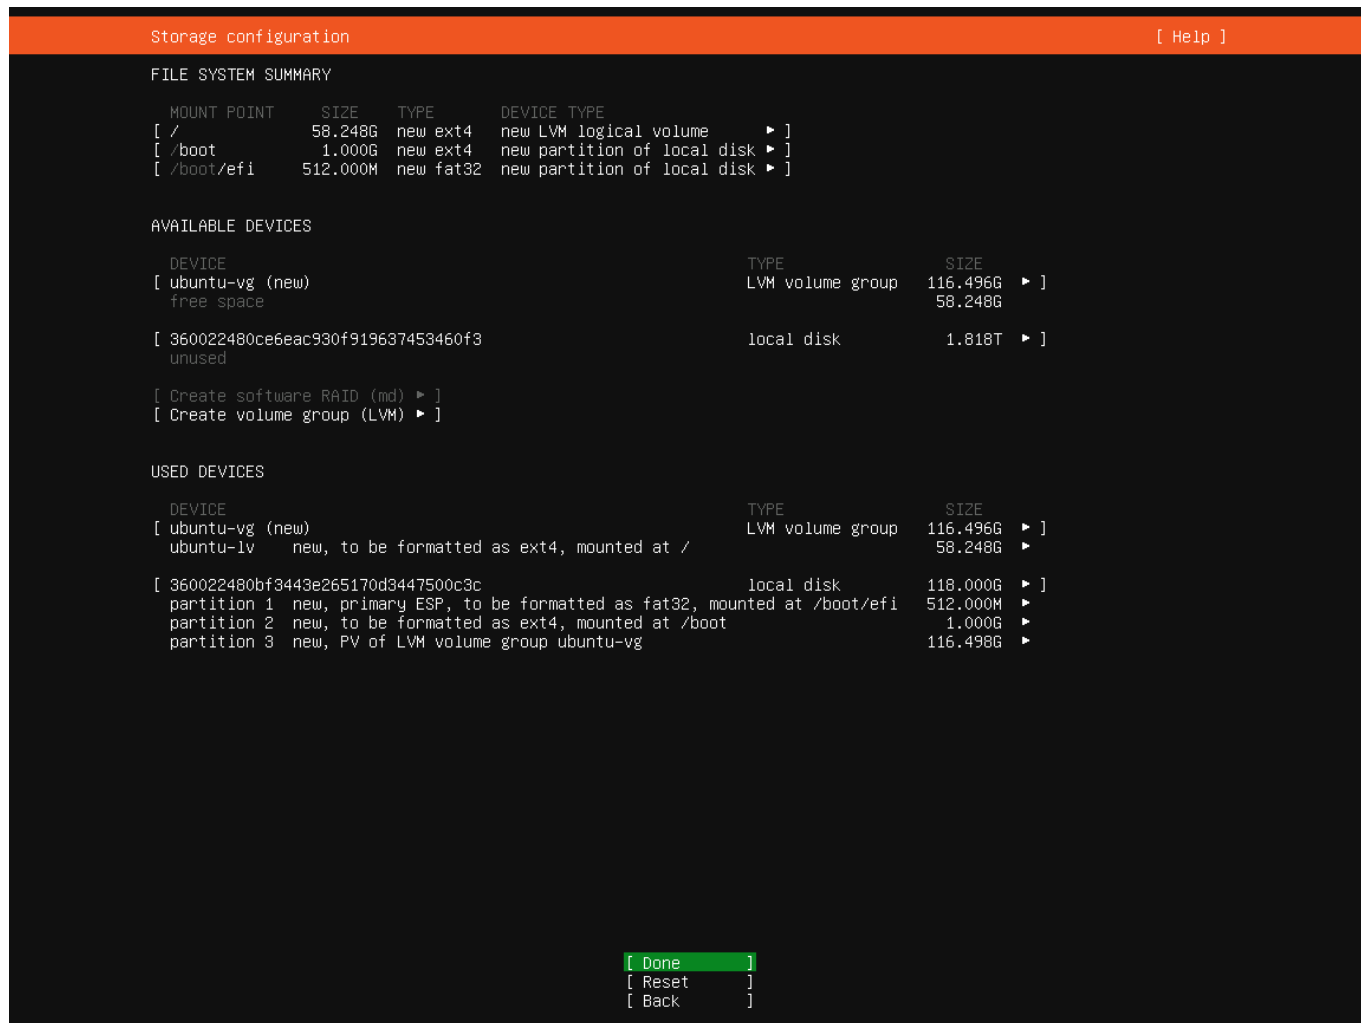 Storage configuration [ Help ]
FILE SYSTEM SUMMARY
MOUNT POINT SIZE TYPE DEVICE TYPE
[ / 58.248G new ext4 new LVM logical volume ▸ ]
[ /boot 1.000G new ext4 new partition of local disk ▸ ]
[ /boot/efi 512.000M new fat32 new partition of local disk ▸ ]
AVAILABLE DEVICES
DEVICE TYPE SIZE
[ ubuntu-vg (new) LVM volume group 116.496G ▸ ]
free space 58.248G
[ 360022480ce6eac930f919637453460f3 local disk 1.818T ▸ ]
unused
[ Create software RAID (md) ▸ ]
[ Create volume group (LVM) ▸ ]
USED DEVICES
DEVICE TYPE SIZE
[ ubuntu-vg (new) LVM volume group 116.496G ▸ ]
ubuntu-lv new, to be formatted as ext4, mounted at / 58.248G ▸
[ 360022480bf3443e265170d3447500c3c local disk 118.000G ▸ ]
partition 1 new, primary ESP, to be formatted as fat32, mounted at /boot/efi 512.000M ▸
partition 2 new, to be formatted as ext4, mounted at /boot 1.000G ▸
partition 3 new, PV of LVM volume group ubuntu-vg 116.498G ▸
[ Done ]
[ Reset ]
[ Back ]